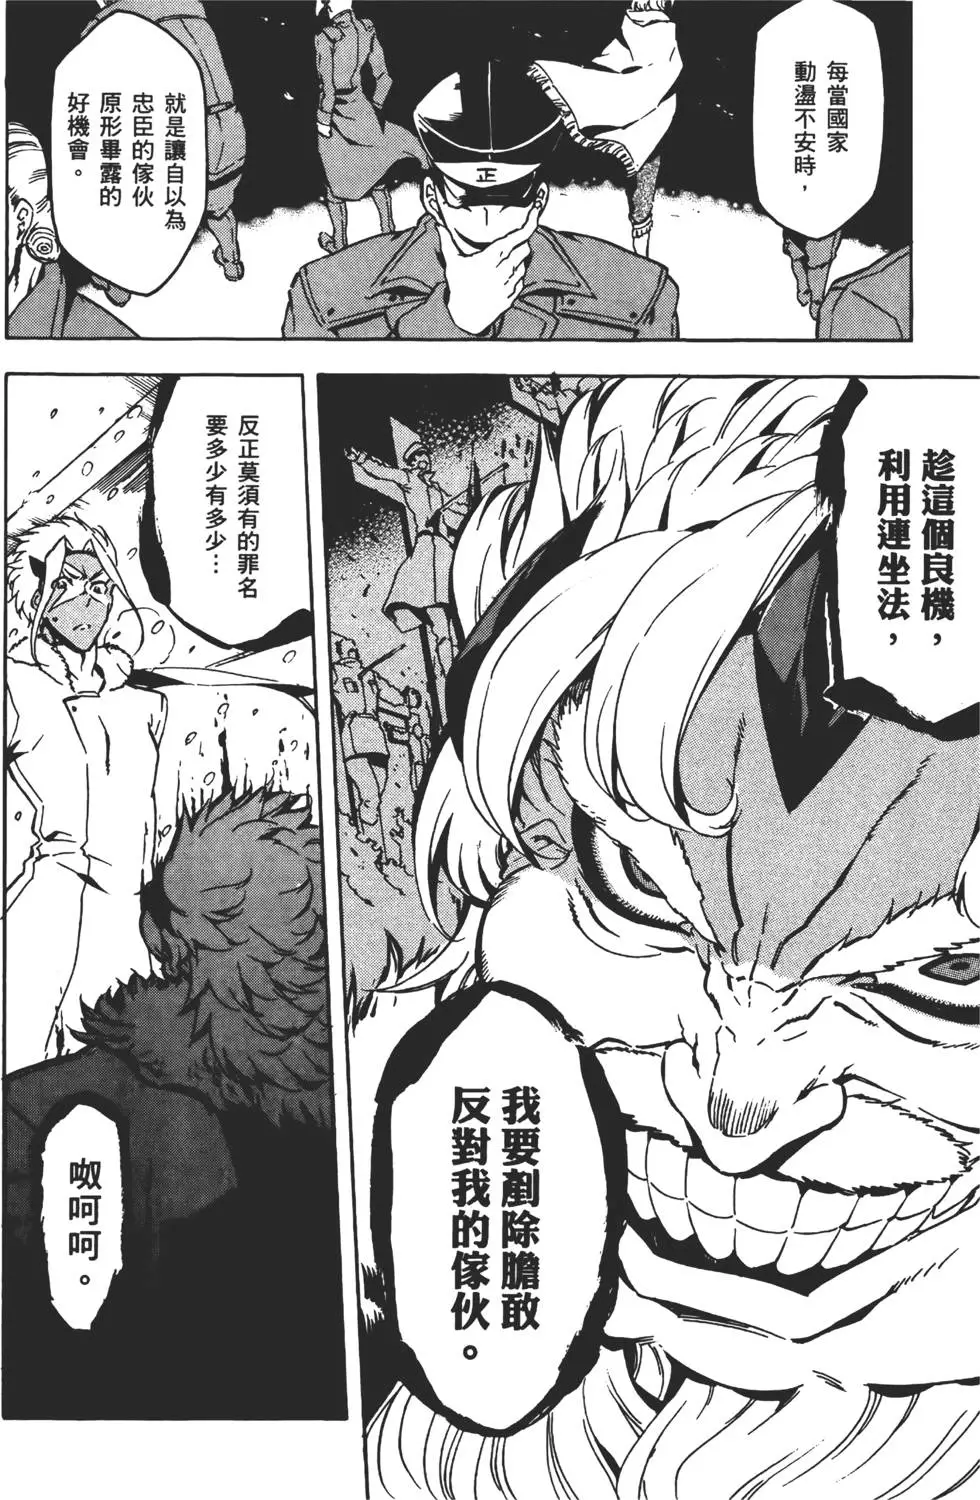 每當國家
動盪不安時，
就是讓自以為
忠臣的傢伙
原形畢露的
好機會。
正
趁這個良機，
利用連坐法，
我要剷除膽敢
反對我的傢伙。
反正莫須有的罪名
要多少有多少…
呶呵呵。